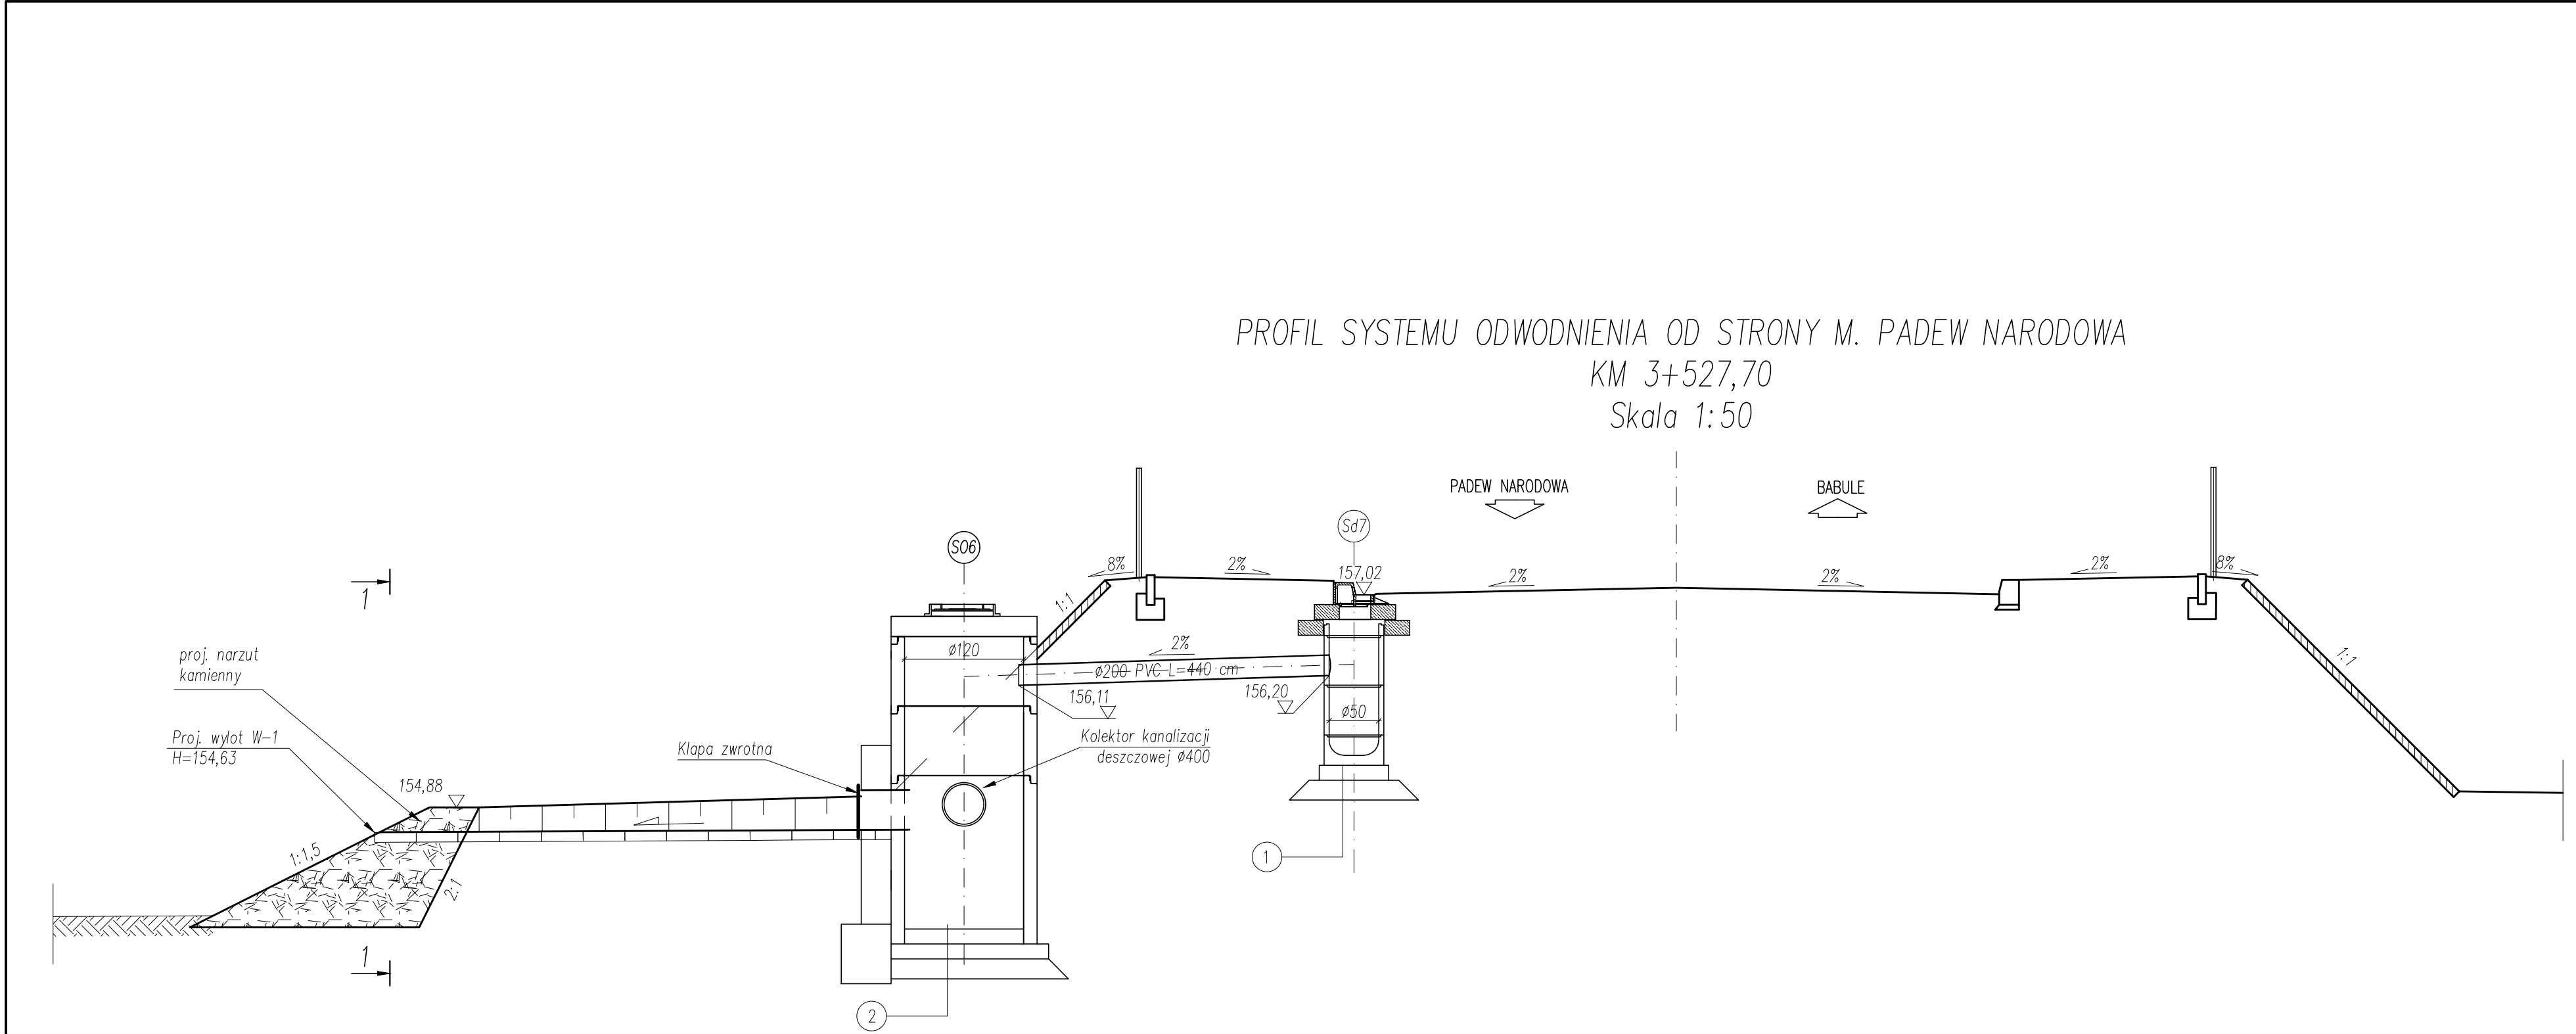 PROFIL SYSTEMU ODWODNIENIA OD STRONY M. PADEW NARODOWA
KM 3+527,70
Skala 1:50
PADEW NARODOWA
BABULE
Sd7
S06
8%
2%
157,02
2%
2%
2%
8%
1
1:1
1:1
proj. narzut
kamienny
ø120
2%
ø200 PVC L=440 cm
156,11
156,20
ø50
Proj. wylot W-1
H=154,63
Klapa zwrotna
Kolektor kanalizacji
deszczowej ø400
154,88
1:1,5
2:1
1
1
2